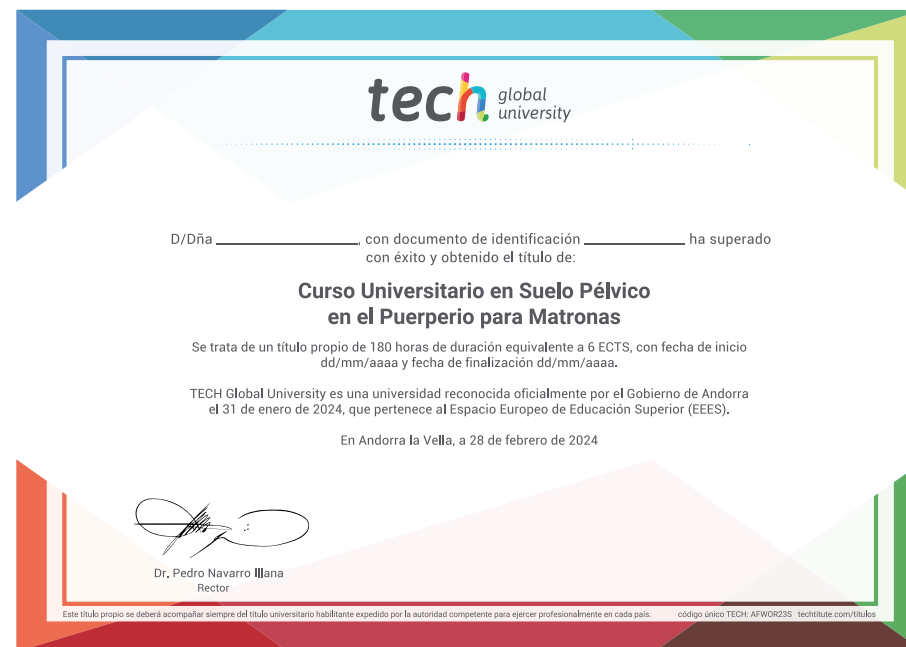 tech global university
D/Dña ________________, con documento de identificación ____________ ha superado
con éxito y obtenido el título de:
Curso Universitario en Suelo Pélvico
en el Puerperio para Matronas
Se trata de un título propio de 180 horas de duración equivalente a 6 ECTS, con fecha de inicio
dd/mm/aaaa y fecha de finalización dd/mm/aaaa.
TECH Global University es una universidad reconocida oficialmente por el Gobierno de Andorra
el 31 de enero de 2024, que pertenece al Espacio Europeo de Educación Superior (EEES).
En Andorra la Vella, a 28 de febrero de 2024
Dr. Pedro Navarro Illana
Rector
Este título propio se deberá acompañar siempre del título universitario habilitante expedido por la autoridad competente para ejercer profesionalmente en cada país. código único TECH: AFWOR23S techtitute.com/titulos